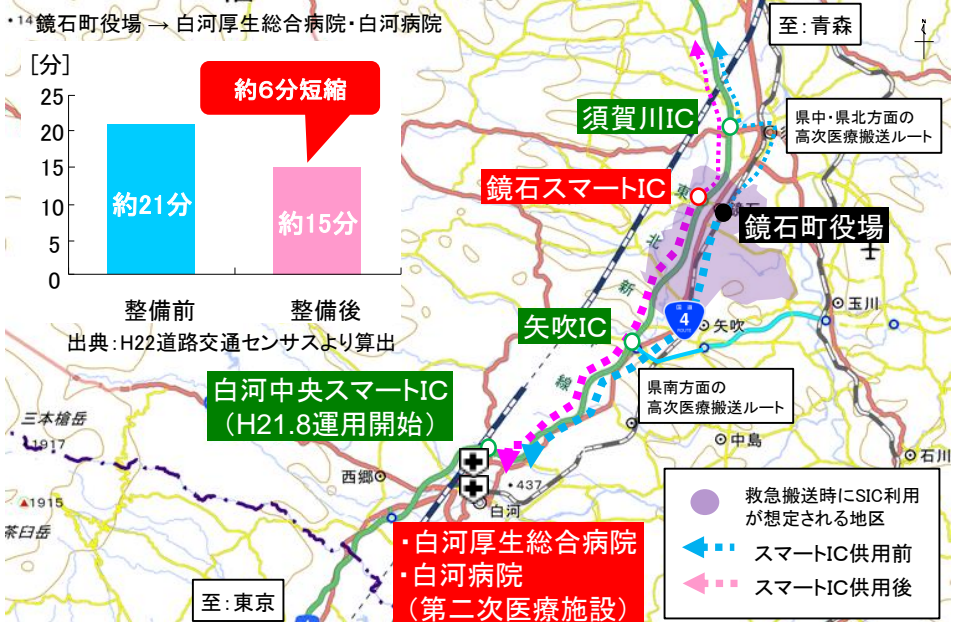 鏡石町役場 → 白河厚生総合病院・白河病院
[分]
25
20
15
10
5
0
約6分短縮
約21分
約15分
整備前
整備後
出典：H22道路交通センサスより算出
至：青森
須賀川IC
県中・県北方面の
高次医療搬送ルート
鏡石スマートIC
東
北
新
線
鏡石町役場
国道
4
ROUTE
玉川
矢吹IC
矢吹
白河中央スマートIC
（H21.8運用開始）
県南方面の
高次医療搬送ルート
三本槍岳
1917
1915
茶臼岳
西郷
・437
白河
中島
石川
・白河厚生総合病院
・白河病院
（第二次医療施設）
至：東京
救急搬送時にSIC利用
が想定される地区
スマートIC供用前
スマートIC供用後